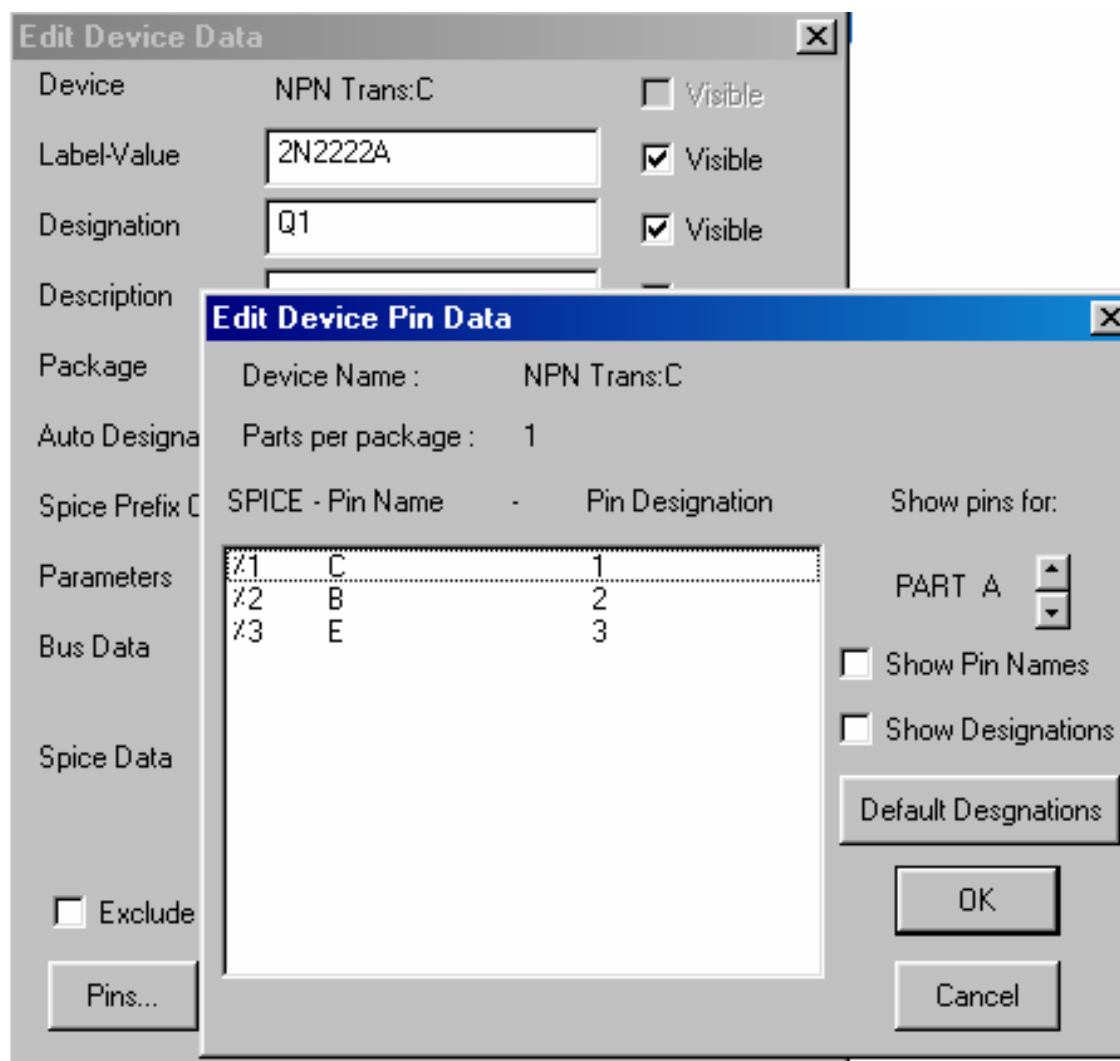 Edit Device Data
Device NPN Trans:C Visible
Label-Value 2N2222A Visible
Designation Q1 Visible
Description
Package
Auto Designa
Spice Prefix C
Parameters
Bus Data
Spice Data
Exclude
Pins...
Edit Device Pin Data
Device Name : NPN Trans:C
Parts per package : 1
SPICE - Pin Name - Pin Designation
%1 C 1
%2 B 2
%3 E 3
Show pins for:
PART A
Show Pin Names
Show Designations
Default Desgnations
OK
Cancel